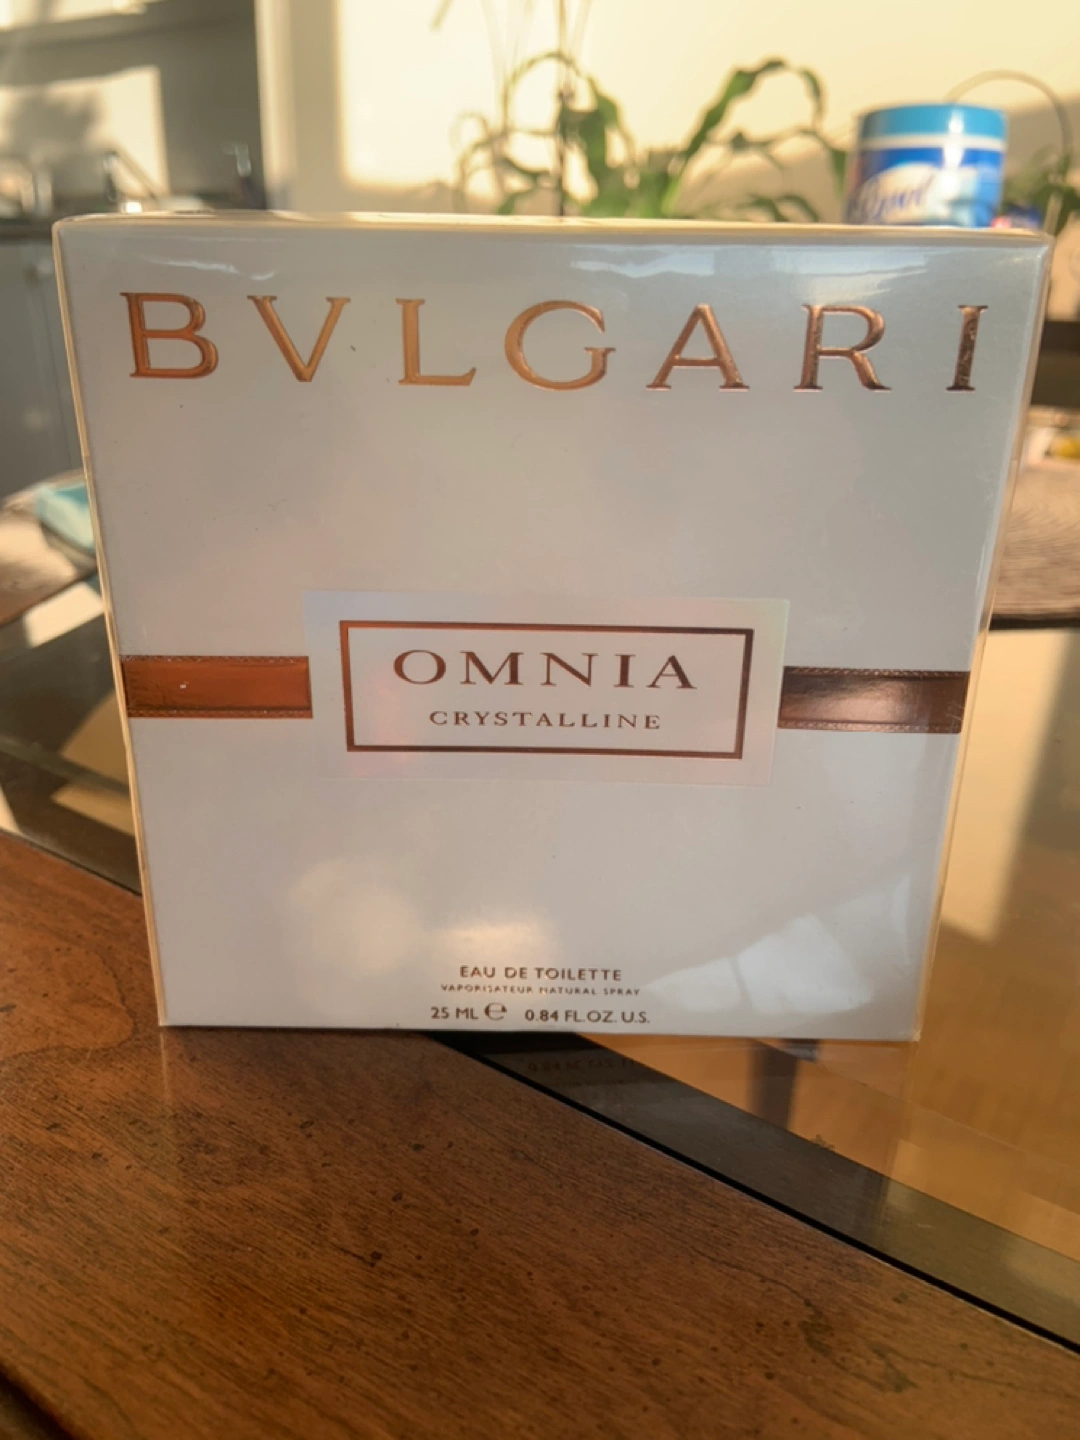 BVLGARI
OMNIA
CRYSTALLINE
EAU DE TOILETTE
VAPORISATEUR NATURAL SPRAY
25 ML e 0.84 FL.OZ. U.S.